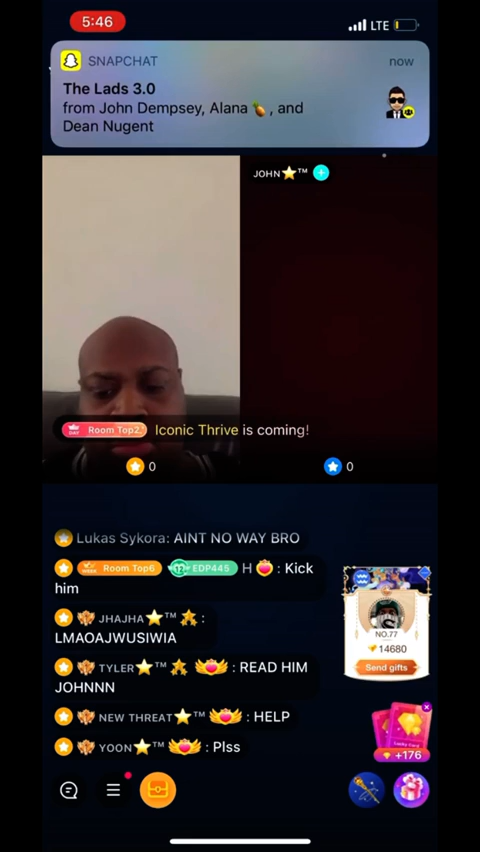 5:46
LTE
SNAPCHAT
now
The Lads 3.0
from John Dempsey, Alana 🍍, and
Dean Nugent
JOHN⭐™
Room Top2 Iconic Thrive is coming!
0
0
Lukas Sykora: AINT NO WAY BRO
Room Top6 EDP445 H : Kick
him
JHAJHA⭐™ :
LMAOAJWUSIWIA
TYLER⭐™ : READ HIM
JOHNNN
NEW THREAT⭐™ : HELP
YOON⭐™ : Plss
NO.77
14680
Send gifts
Lucky Card
+176